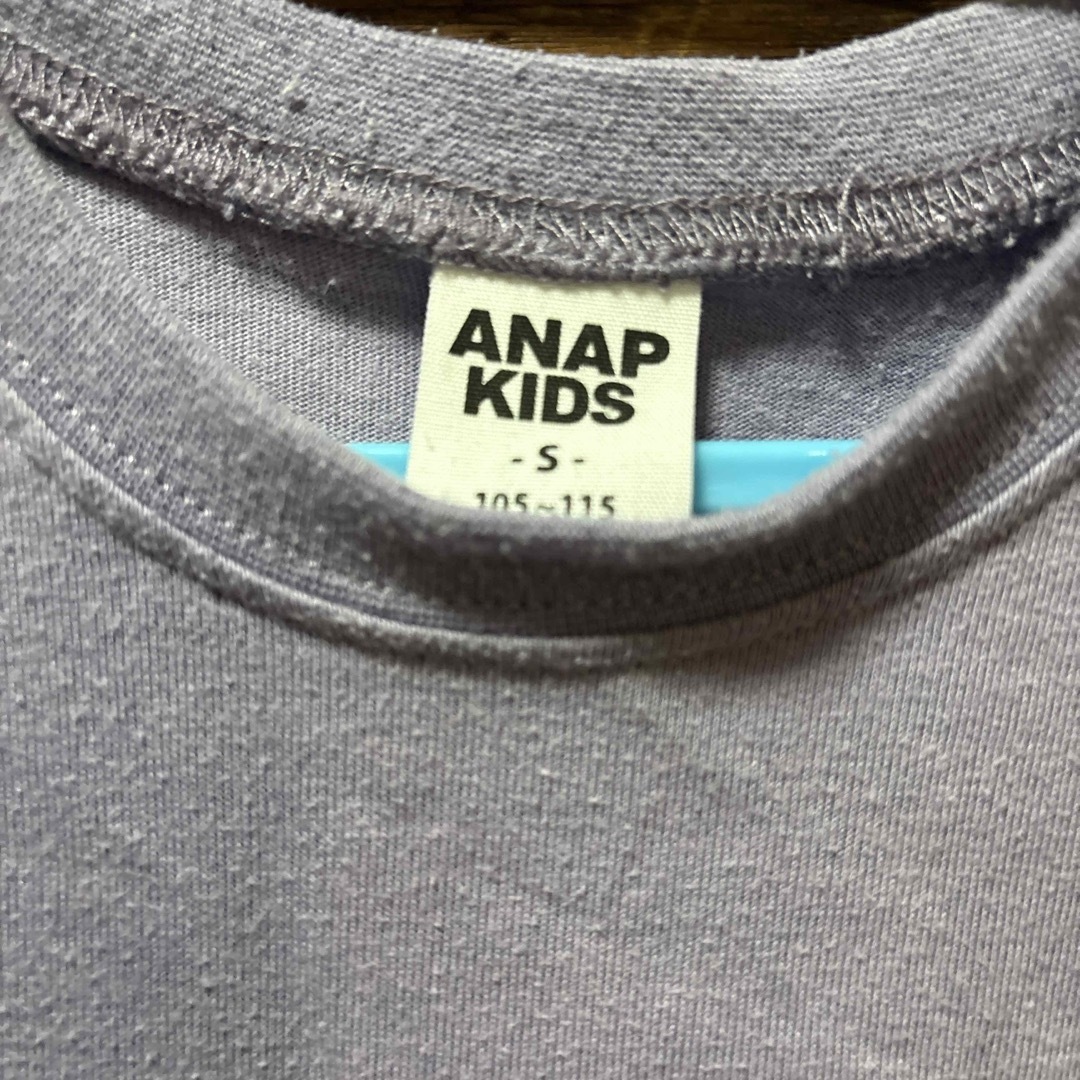 ANAP
KIDS
- S -
105~115